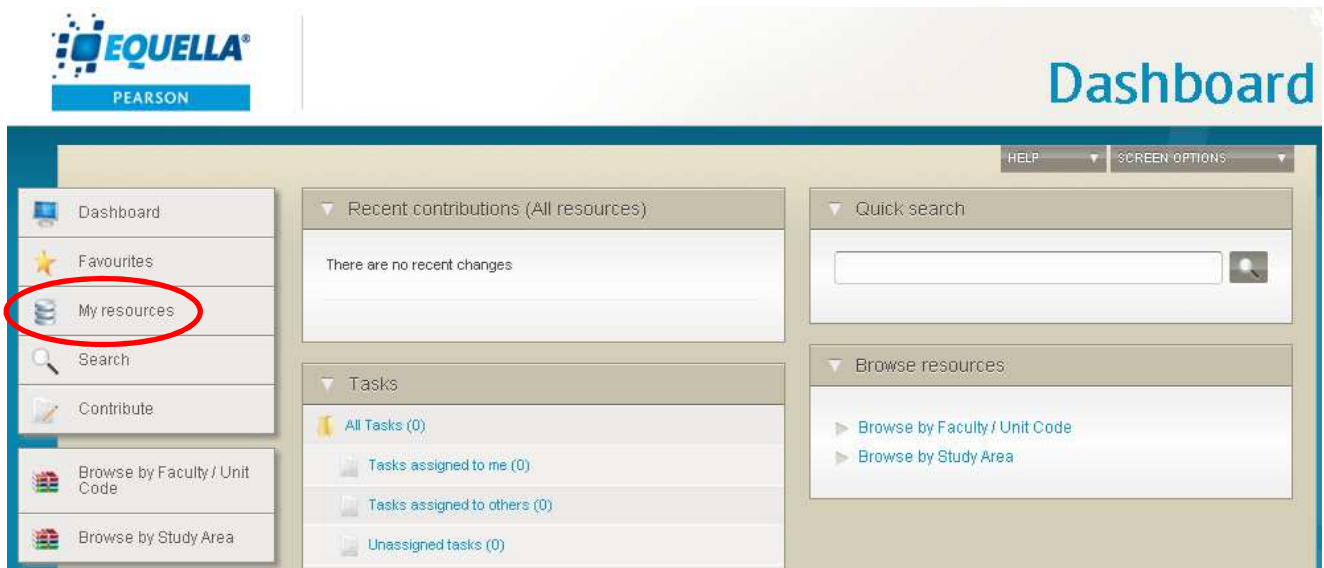 EQUELLA®
PEARSON
Dashboard
HELP
SCREEN OPTIONS
Dashboard
Favourites
My resources
Search
Contribute
Browse by Faculty / Unit
Code
Browse by Study Area
Recent contributions (All resources)
There are no recent changes
Tasks
All Tasks (0)
Tasks assigned to me (0)
Tasks assigned to others (0)
Unassigned tasks (0)
Quick search
Browse resources
Browse by Faculty / Unit Code
Browse by Study Area